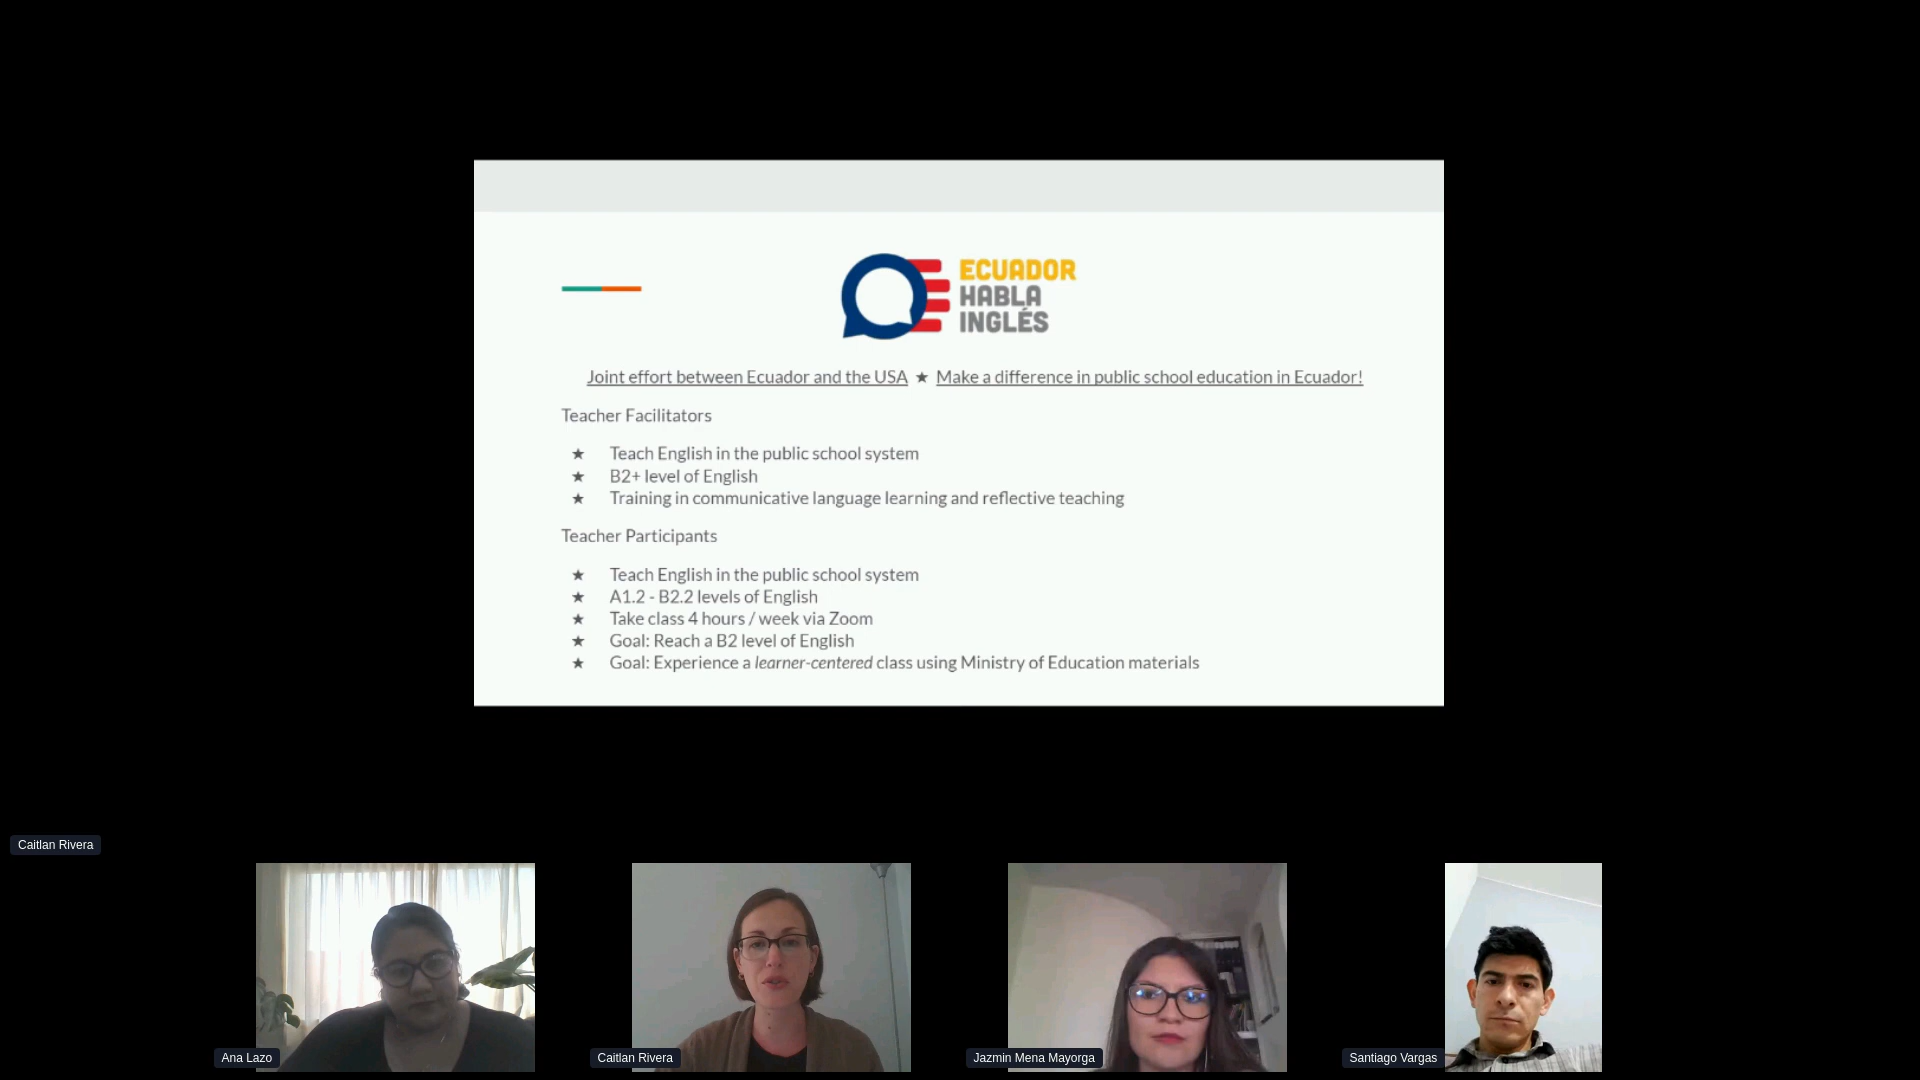 ECUADOR
HABLA
INGLÉS
Joint effort between Ecuador and the USA ★ Make a difference in public school education in Ecuador!
Teacher Facilitators
★ Teach English in the public school system
★ B2+ level of English
★ Training in communicative language learning and reflective teaching
Teacher Participants
★ Teach English in the public school system
★ A1.2 - B2.2 levels of English
★ Take class 4 hours / week via Zoom
★ Goal: Reach a B2 level of English
★ Goal: Experience a learner-centered class using Ministry of Education materials
Caitlan Rivera
Ana Lazo
Caitlan Rivera
Jazmin Mena Mayorga
Santiago Vargas